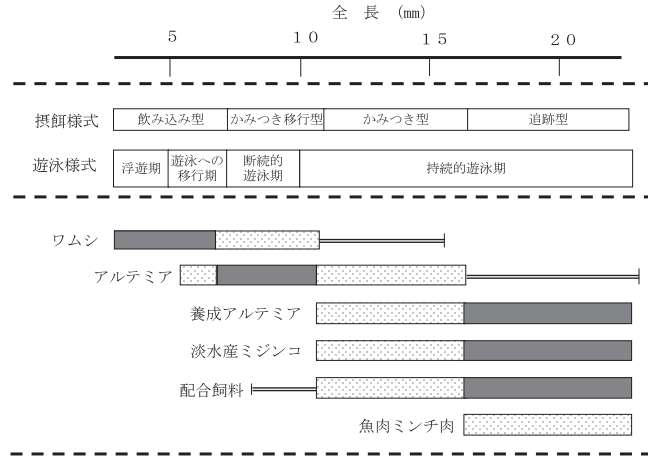 全 長 (mm)
5 10 15 20
摂餌様式 飲み込み型 かみつき移行型 かみつき型 追跡型
遊泳様式 浮遊期 遊泳への移行期 断続的遊泳期 持続的遊泳期
ワムシ
アルテミア
養成アルテミア
淡水産ミジンコ
配合飼料
魚肉ミンチ肉